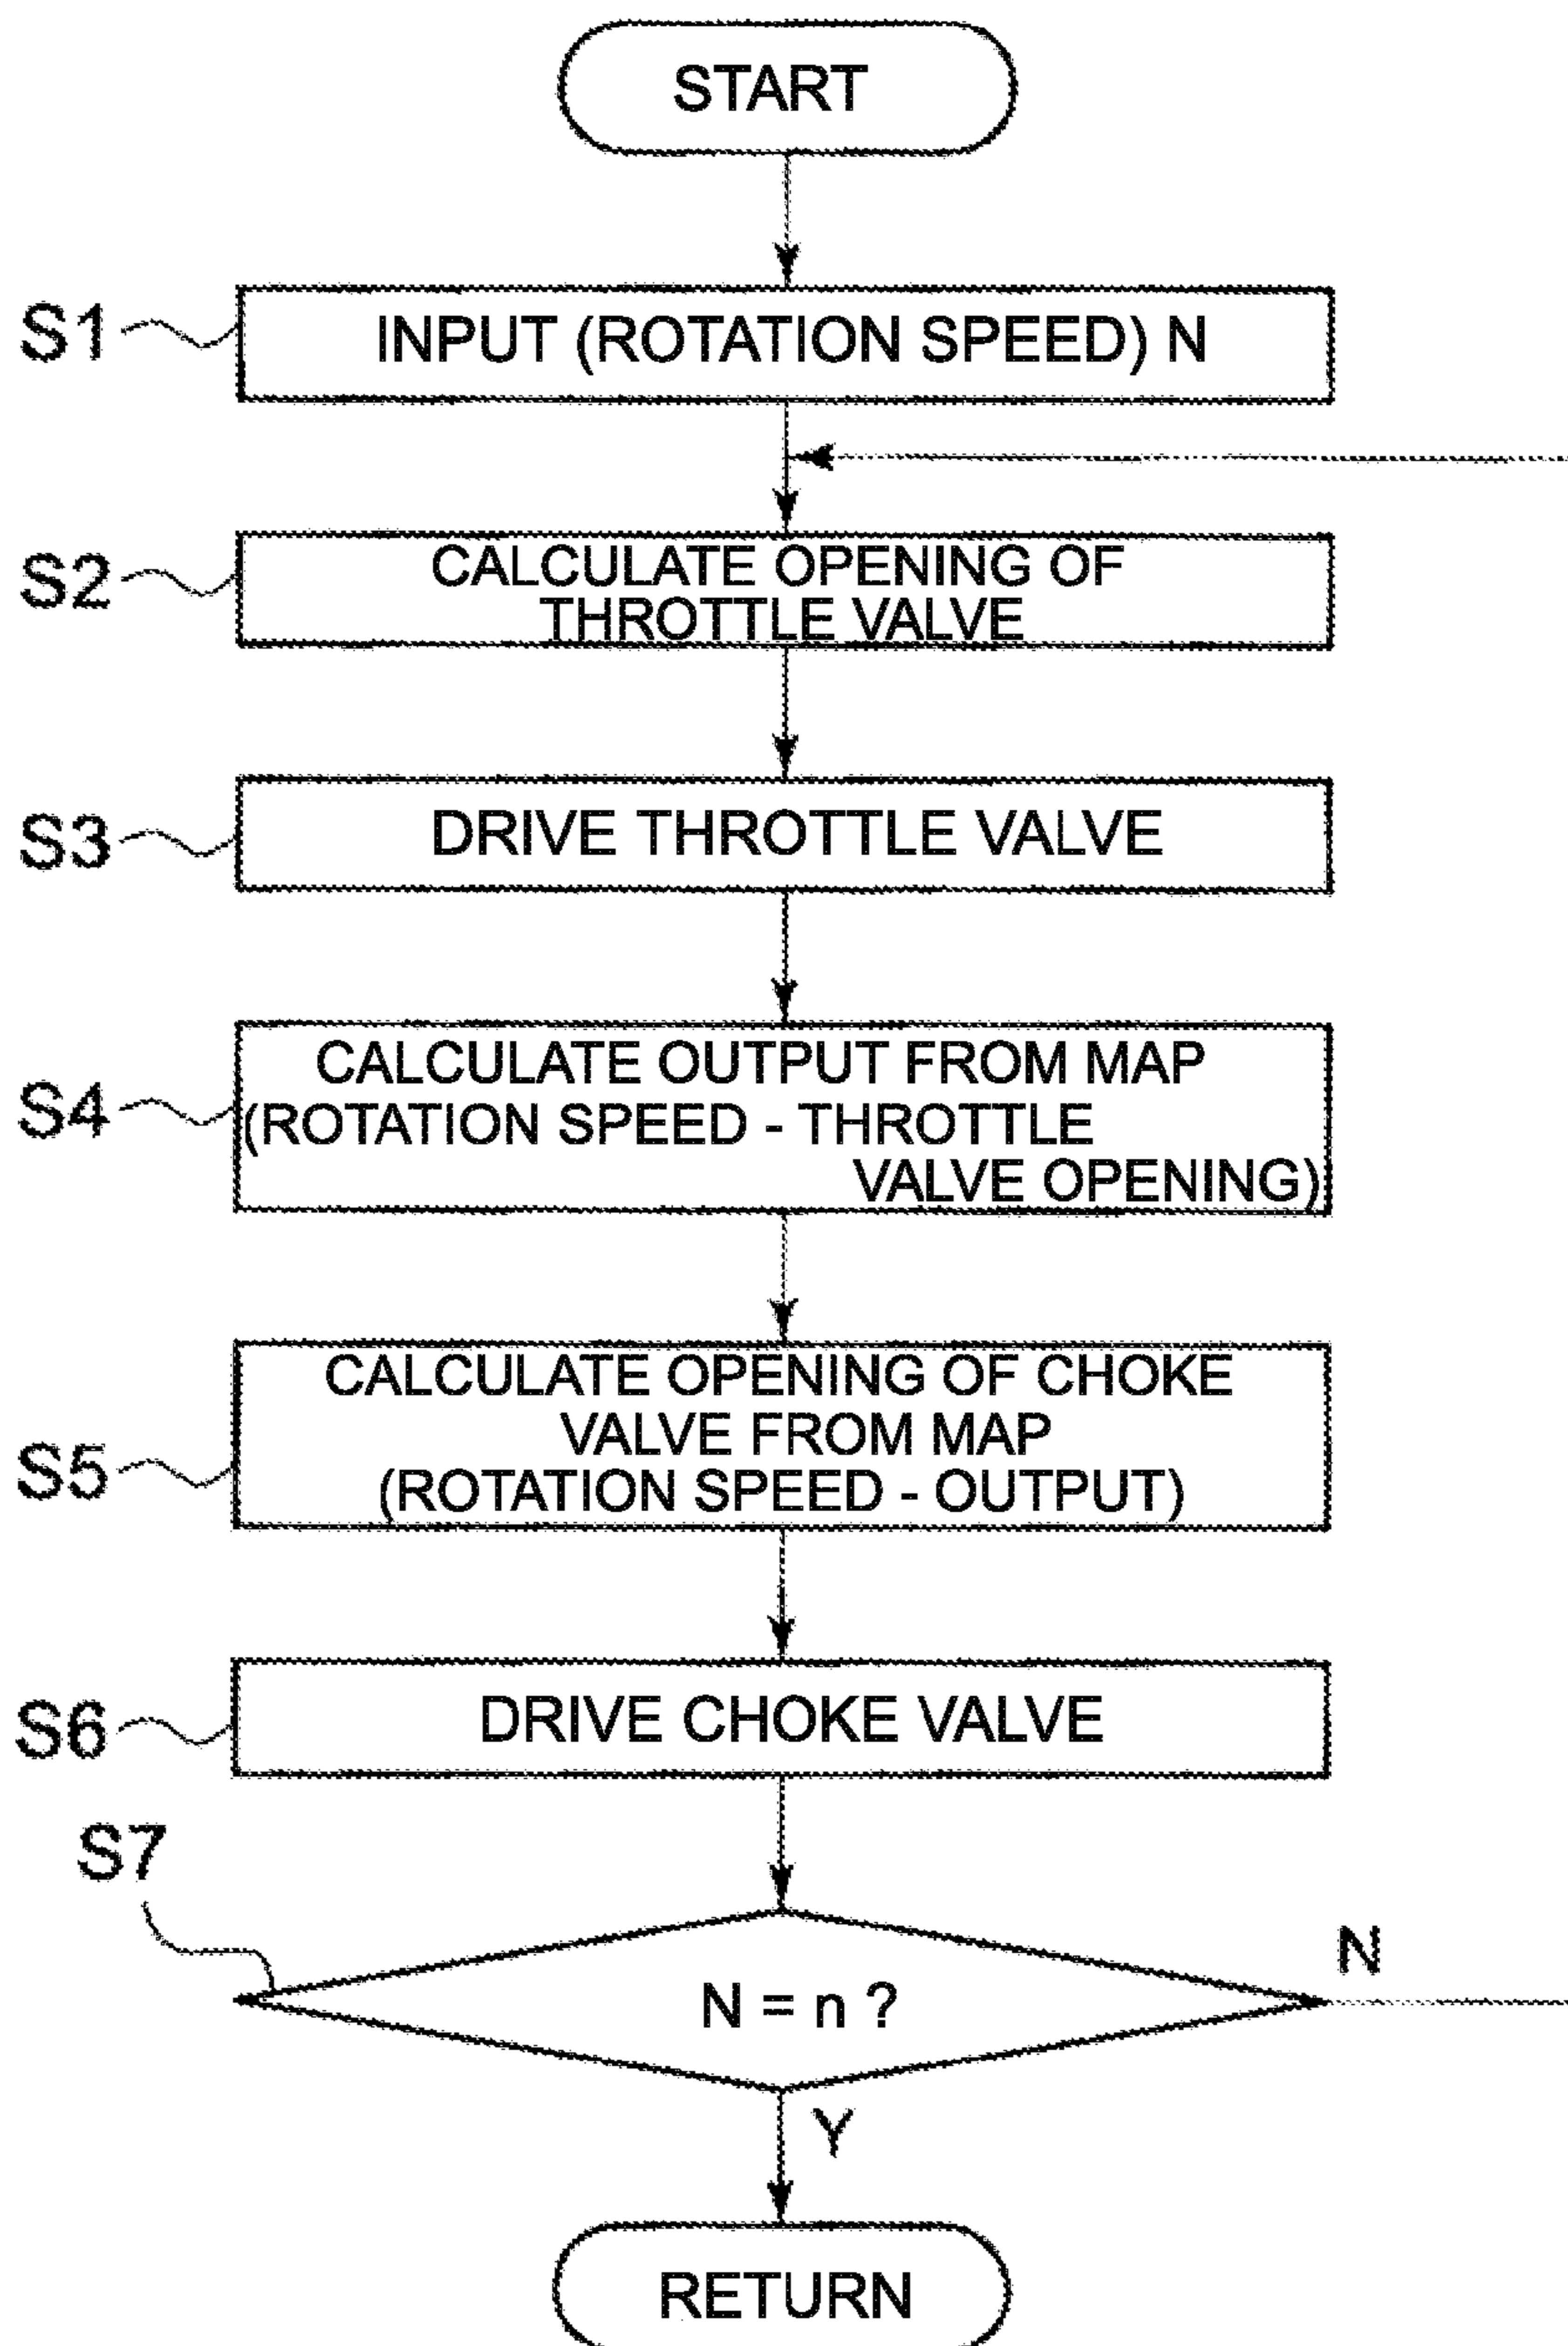 START
S1
INPUT (ROTATION SPEED) N
S2
CALCULATE OPENING OF
THROTTLE VALVE
S3
DRIVE THROTTLE VALVE
S4
CALCULATE OUTPUT FROM MAP
(ROTATION SPEED - THROTTLE
VALVE OPENING)
S5
CALCULATE OPENING OF CHOKE
VALVE FROM MAP
(ROTATION SPEED - OUTPUT)
S6
DRIVE CHOKE VALVE
S7
N = n ?
N
Y
RETURN